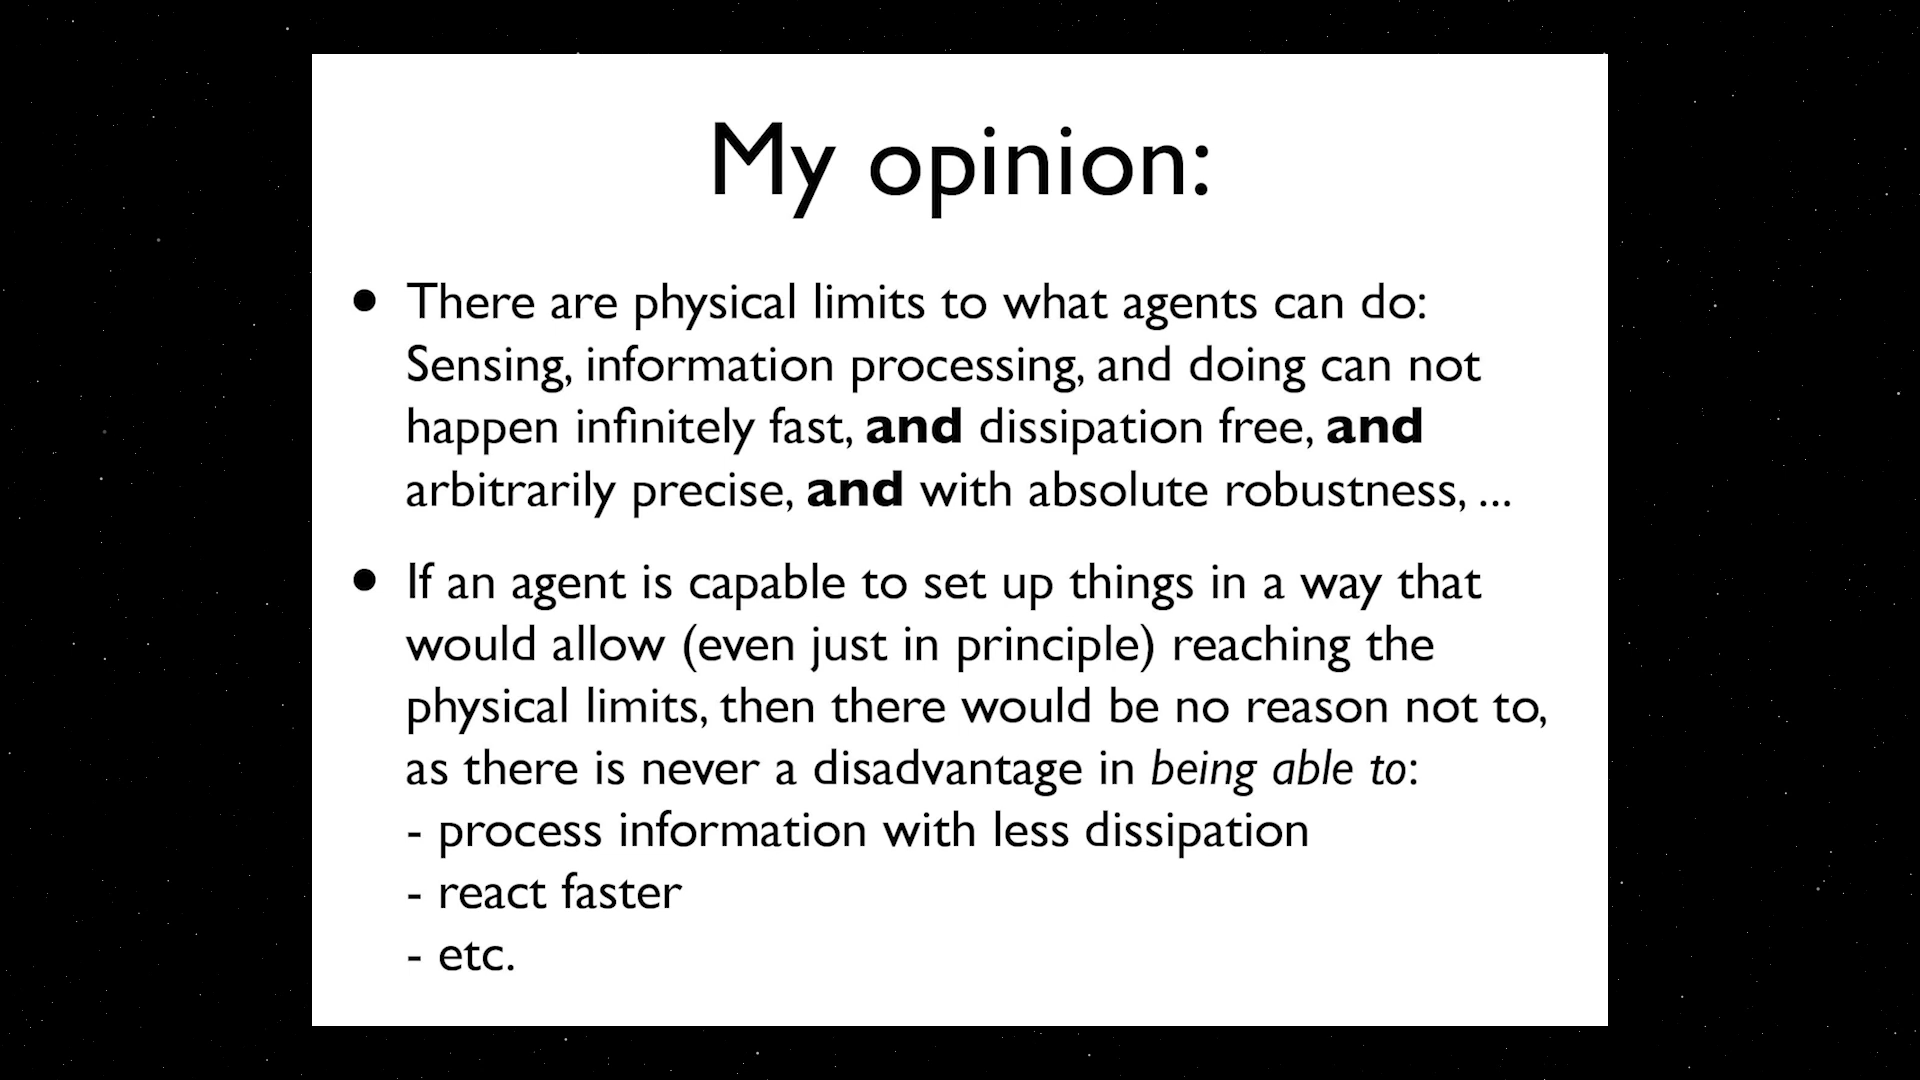 My opinion:
• There are physical limits to what agents can do:
Sensing, information processing, and doing can not
happen infinitely fast, and dissipation free, and
arbitrarily precise, and with absolute robustness, ...
• If an agent is capable to set up things in a way that
would allow (even just in principle) reaching the
physical limits, then there would be no reason not to,
as there is never a disadvantage in being able to:
- process information with less dissipation
- react faster
- etc.